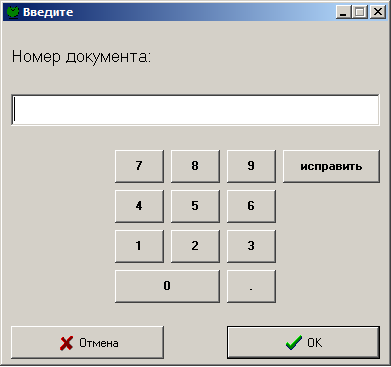 Введите
Номер документа:
7 8 9 исправить
4 5 6
1 2 3
0 .
Отмена OK